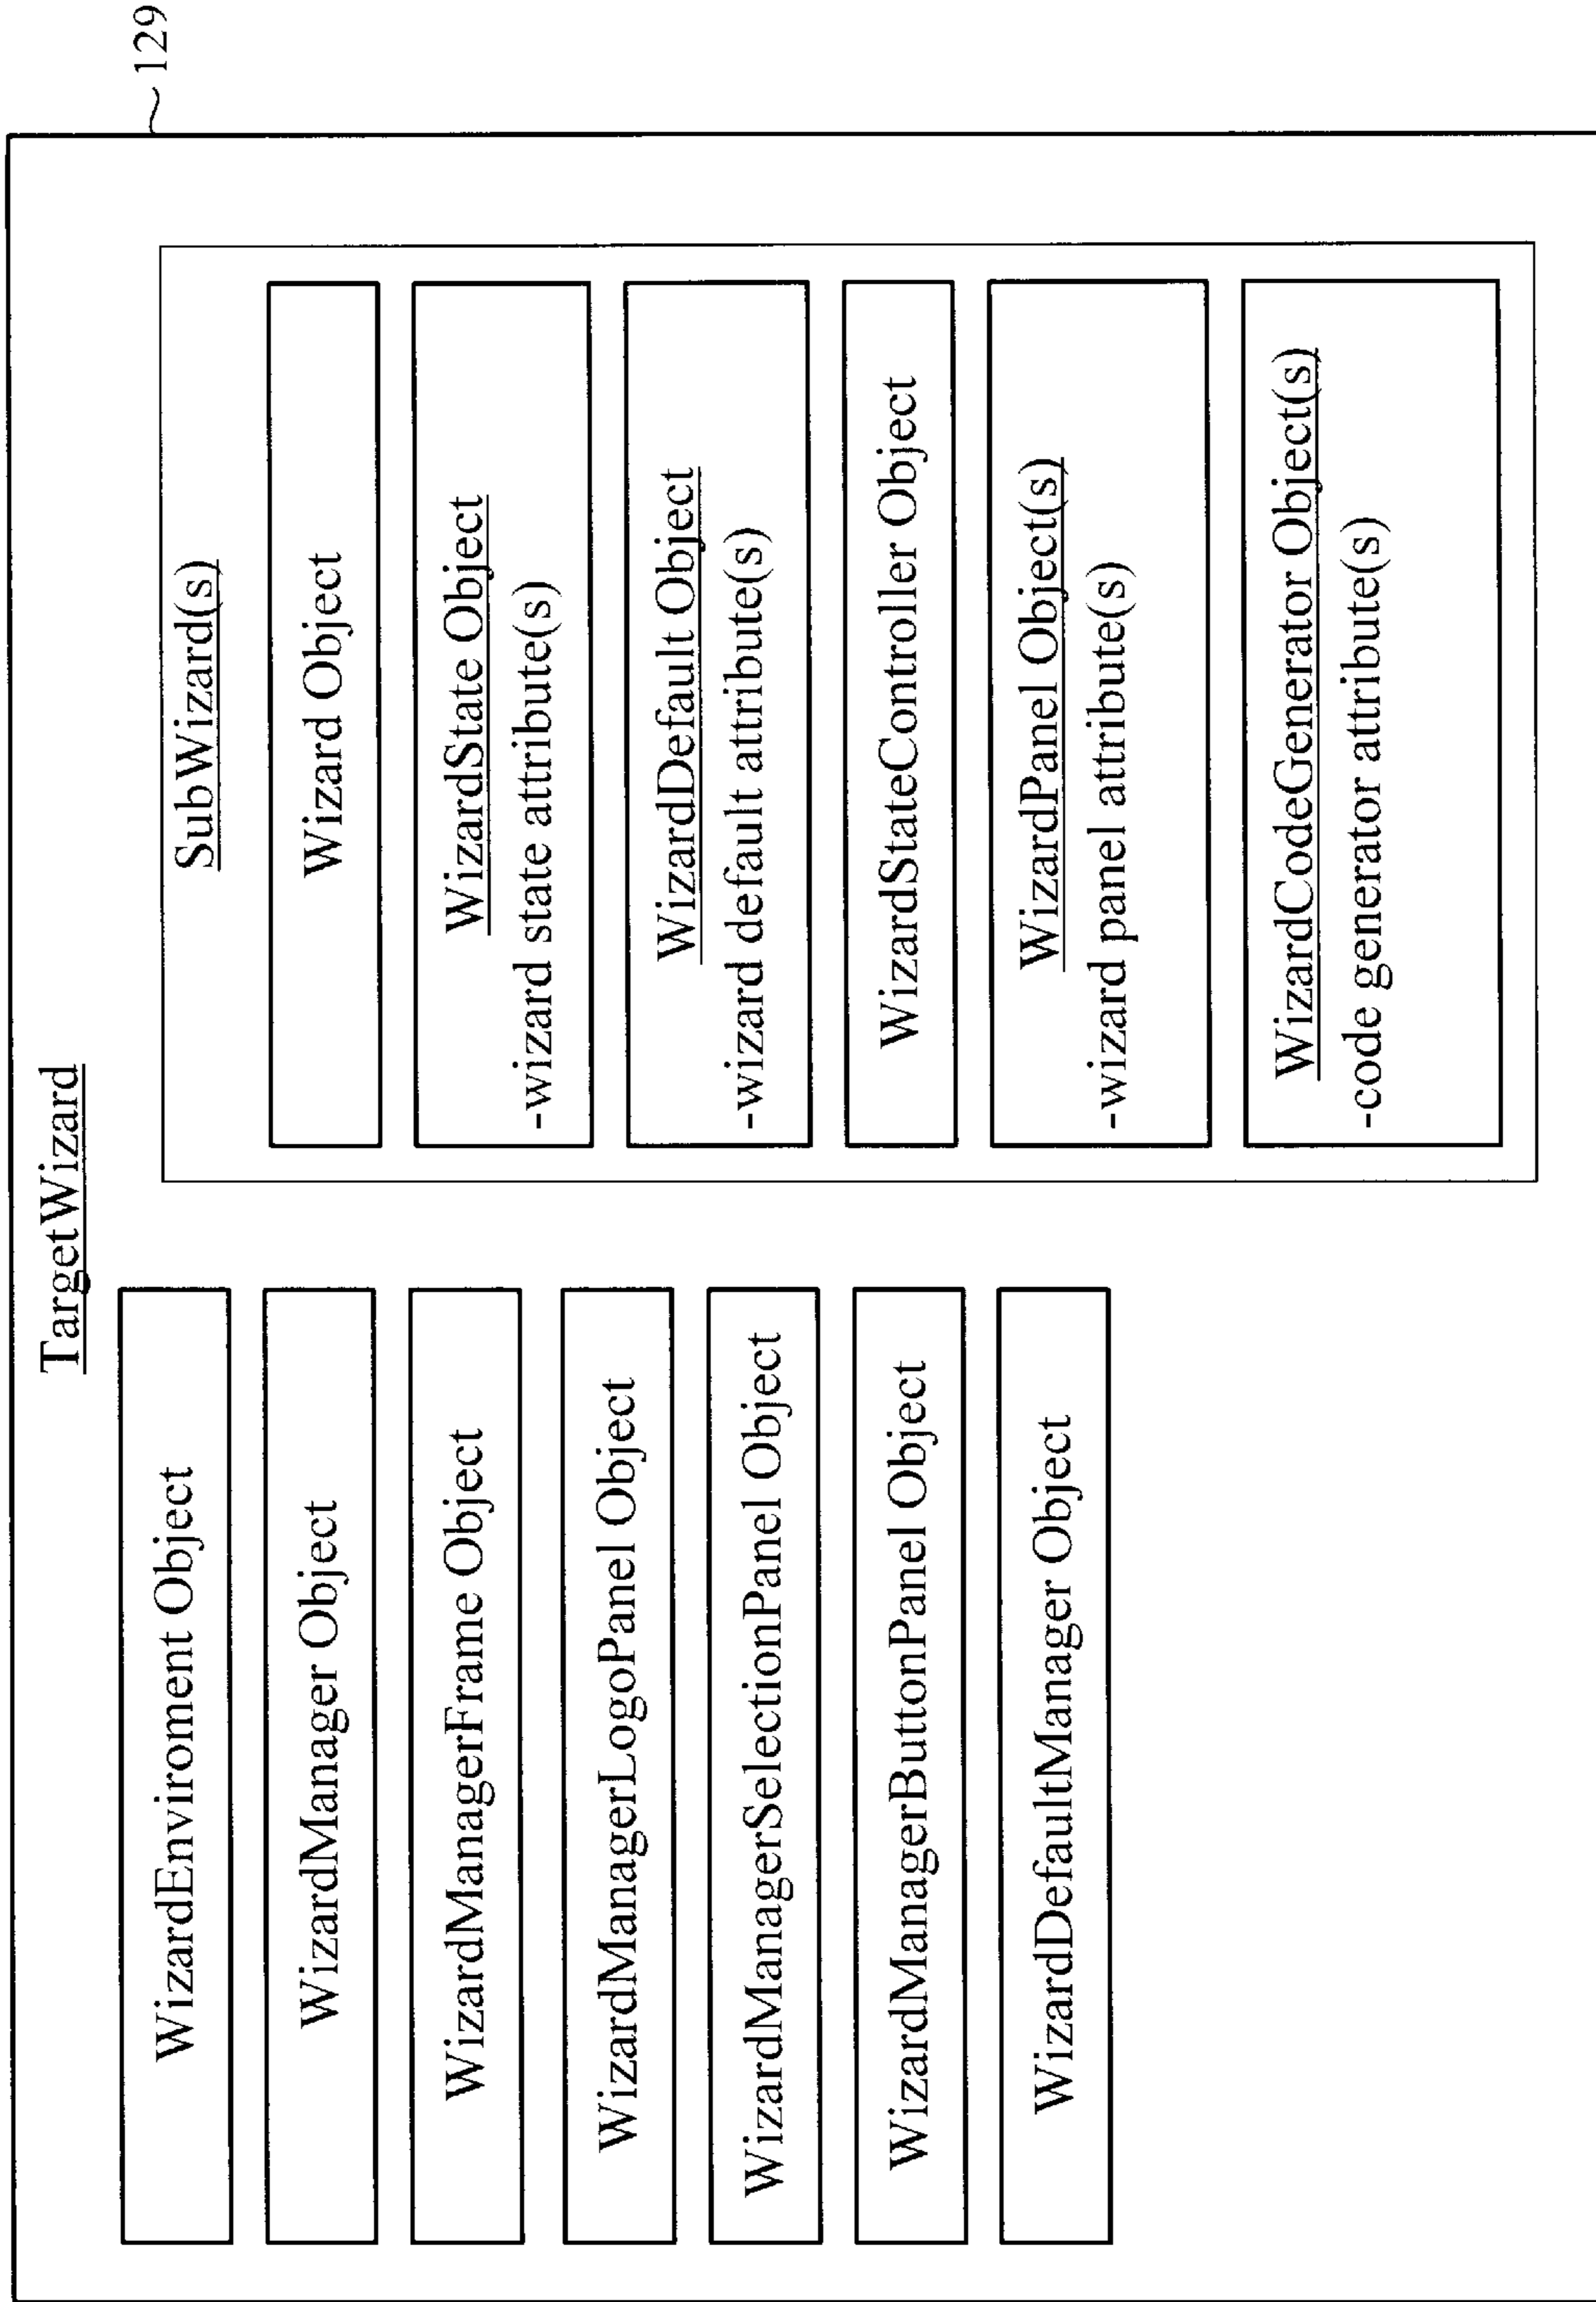 TargetWizard
129
WizardEnviroment Object
WizardManager Object
WizardManagerFrame Object
WizardManagerLogoPanel Object
WizardManagerSelectionPanel Object
WizardManagerButtonPanel Object
WizardDefaultManager Object
SubWizard(s)
Wizard Object
WizardState Object
-wizard state attribute(s)
WizardDefault Object
-wizard default attribute(s)
WizardStateController Object
WizardPanel Object(s)
-wizard panel attribute(s)
WizardCodeGenerator Object(s)
-code generator attribute(s)